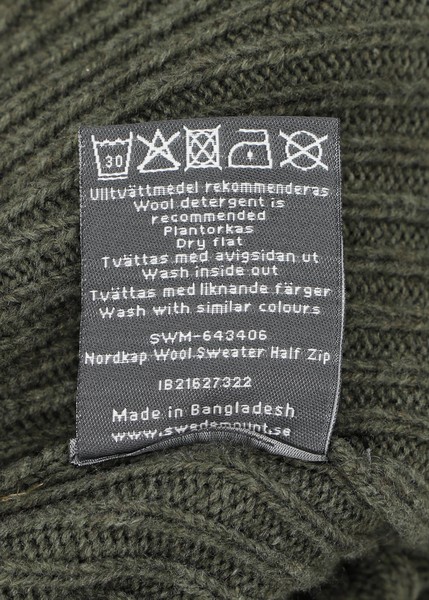 30
Ulltvättmedel rekommenderas
Wool detergent is
recommended
Plantorkas
Dry flat
Tvättas med avigsidan ut
Wash inside out
Tvättas med liknande färger
Wash with similar colours
SWM-643406
Nordkap Wool Sweater Half Zip
IB21627322
Made in Bangladesh
www.swedemount.se